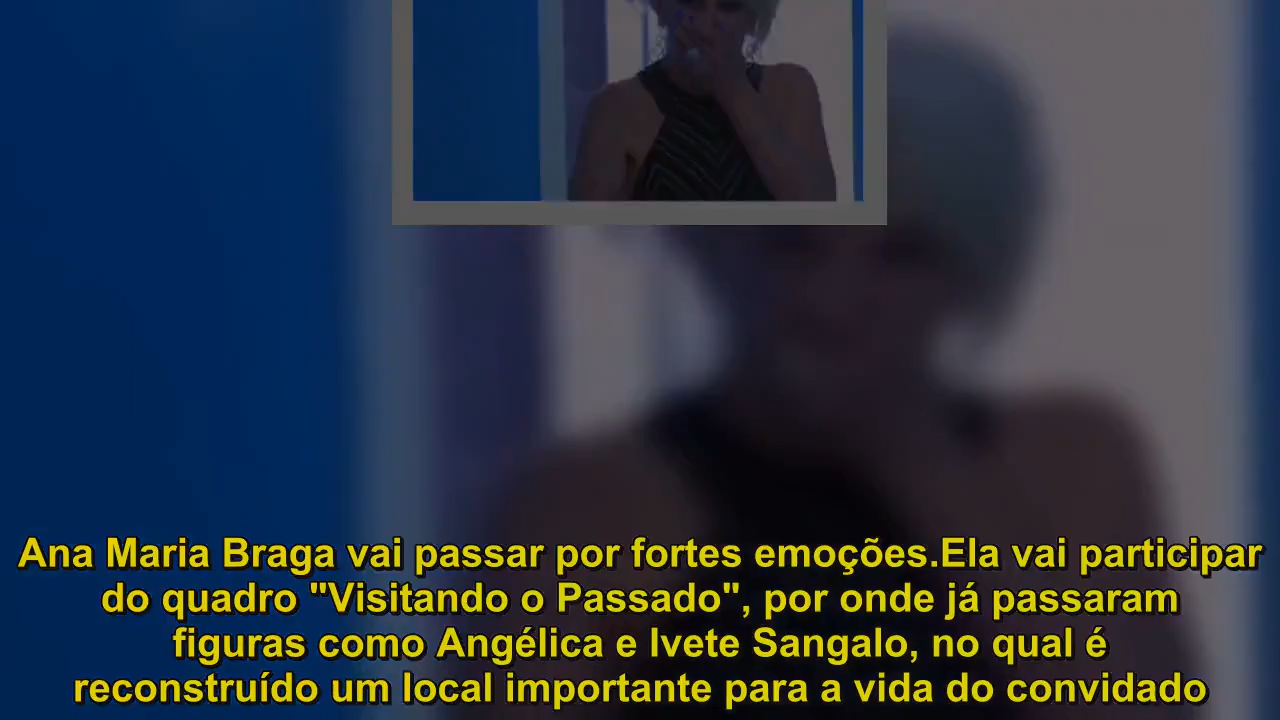 Ana Maria Braga vai passar por fortes emoções.Ela vai participar
do quadro "Visitando o Passado", por onde já passaram
figuras como Angélica e Ivete Sangalo, no qual é
reconstruído um local importante para a vida do convidado